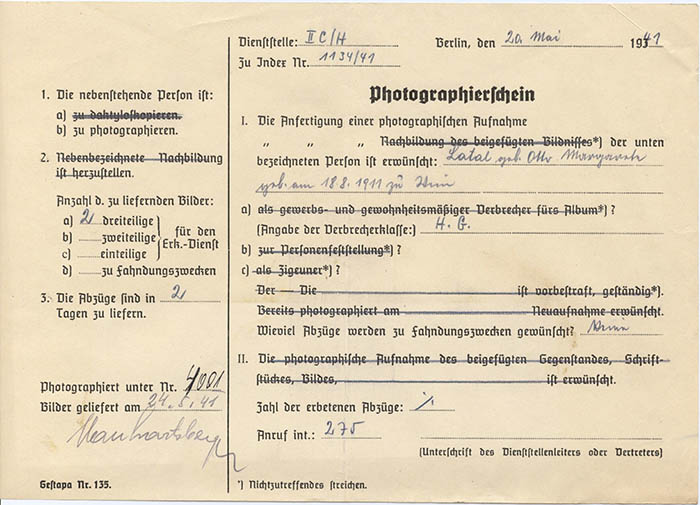 Dienststelle: II C/H Berlin, den 20. Mai 1941
Zu Index Nr. 1134/41
1. Die nebenstehende Person ist:
a) zu daktyloskopieren.
b) zu photographieren.
2. Nebenbezeichnete Nachbildung
ist herzustellen.
Anzahl d. zu liefernden Bilder:
a) 2 dreiteilige
b) zweiteilige
c) einteilige
für den
Erk.-Dienst
d) zu Fahndungszwecken
3. Die Abzüge sind in 2
Tagen zu liefern.
Photographiert unter Nr. 4001
Bilder geliefert am 24.5.41
Gestapa Nr. 135.
Photographierschein
I. Die Anfertigung einer photographischen Aufnahme
„ „ „ Nachbildung des beigefügten Bildnisses*) der unten
bezeichneten Person ist erwünscht: Latal geb. Otto Margarete
geb. am 18.8.1911 zu Wien
a) als gewerbs- und gewohnheitsmäßiger Verbrecher fürs Album*)?
(Angabe der Verbrecherklasse:) H. G.
b) zur Personenfeststellung*)?
c) als Zigeuner*)?
Der — Die ist vorbestraft, geständig*).
Bereits photographiert am Neuaufnahme erwünscht.
Wieviel Abzüge werden zu Fahndungszwecken gewünscht?
II. Die photographische Aufnahme des beigefügten Gegenstandes, Schrift-
stückes, Bildes, ist erwünscht.
Zahl der erbetenen Abzüge: ./.
Anruf int.: 275
(Unterschrift des Dienststellenleiters oder Vertreters)
*) Nichtzutreffendes streichen.